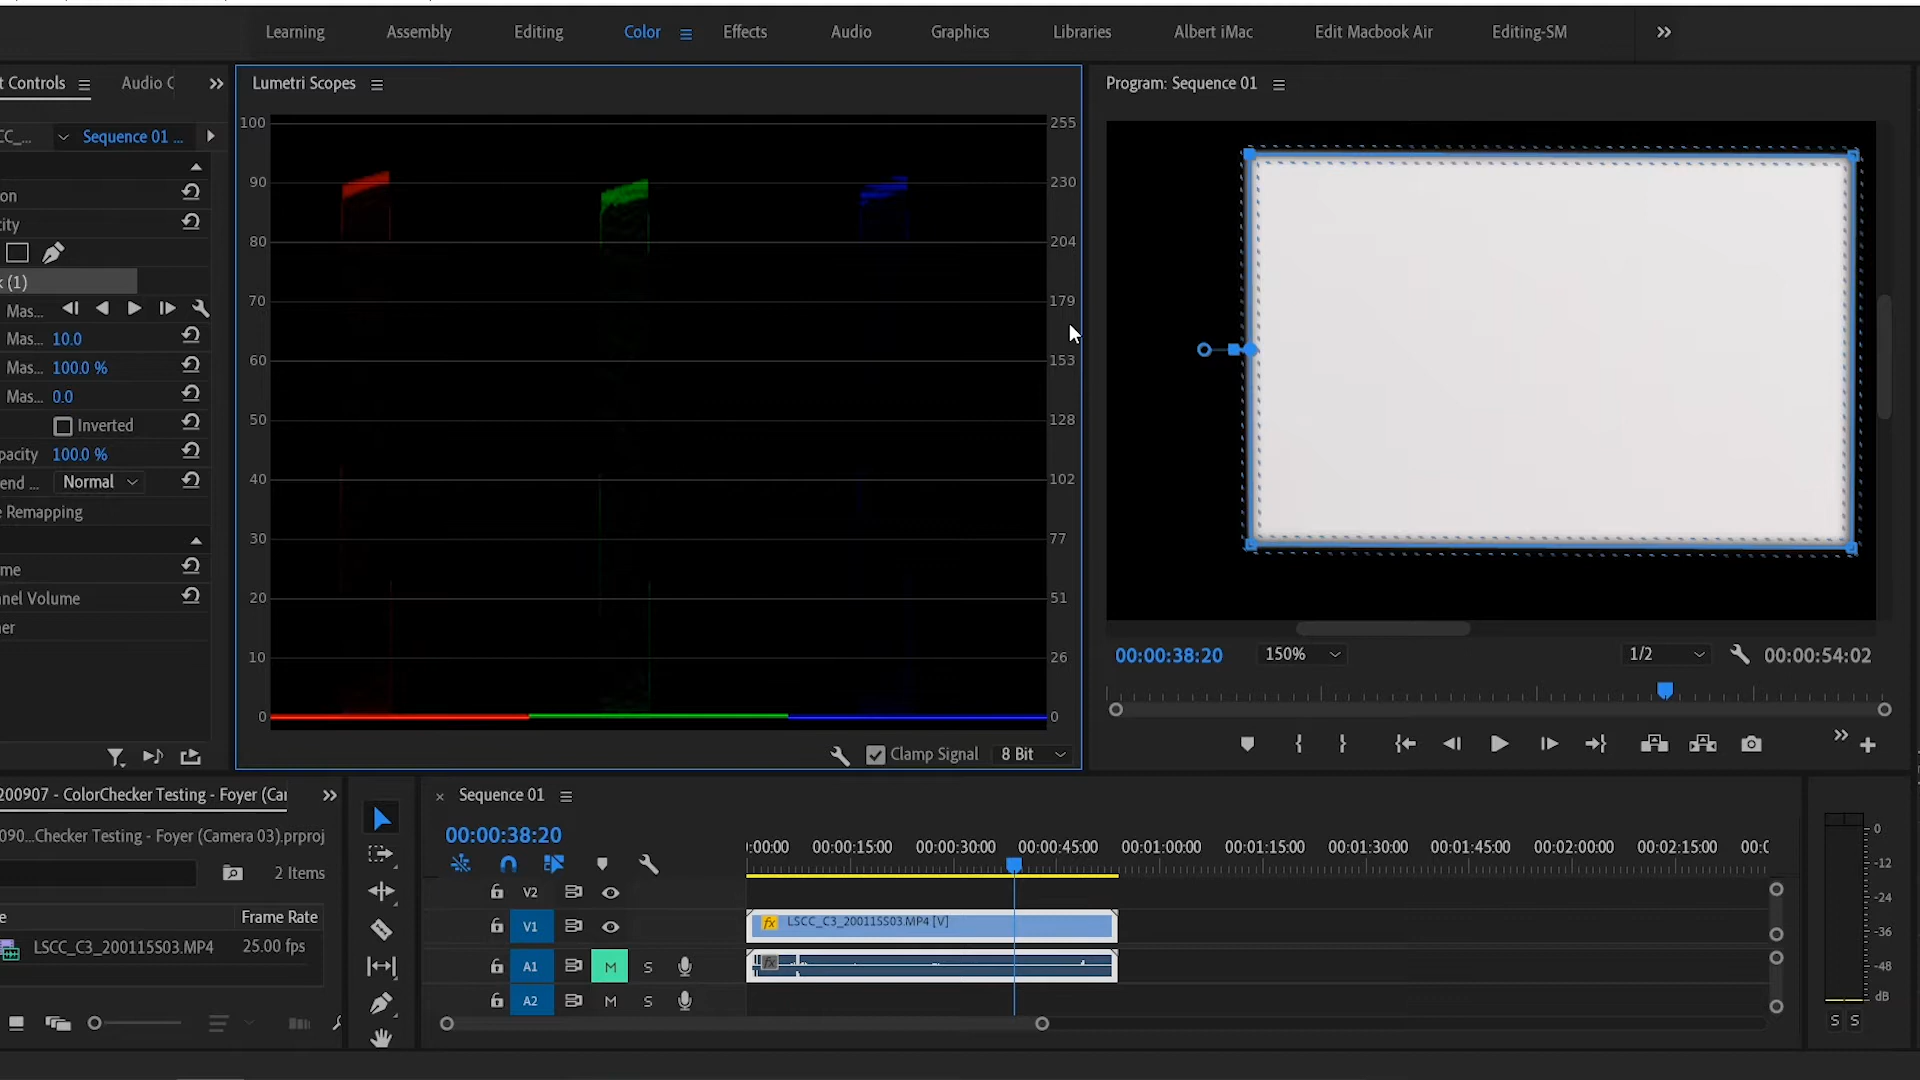 Learning Assembly Editing Color Effects Audio Graphics Libraries Albert iMac Edit Macbook Air Editing-SM
t Controls Audio C
Lumetri Scopes
Program: Sequence 01
CC_... Sequence 01 ...
on
city
k (1)
Mas...
Mas... 10.0
Mas... 100.0 %
Mas... 0.0
Inverted
pacity 100.0 %
end ... Normal
e Remapping
me
nel Volume
er
100 255
90 230
80 204
70 179
60 153
50 128
40 102
30 77
20 51
10 26
0 0
Clamp Signal 8 Bit
00:00:38:20 150% 1/2 00:00:54:02
200907 - ColorChecker Testing - Foyer (Car
090...Checker Testing - Foyer (Camera 03).prproj
2 Items
e Frame Rate
LSCC_C3_200115S03.MP4 25.00 fps
× Sequence 01
00:00:38:20
:00:00 00:00:15:00 00:00:30:00 00:00:45:00 00:01:00:00 00:01:15:00 00:01:30:00 00:01:45:00 00:02:00:00 00:02:15:00 00:0
V2
V1 fx LSCC_C3_200115S03.MP4 [V]
A1 M S fx
A2 M S
0
-12
-24
-36
-48
dB
S S